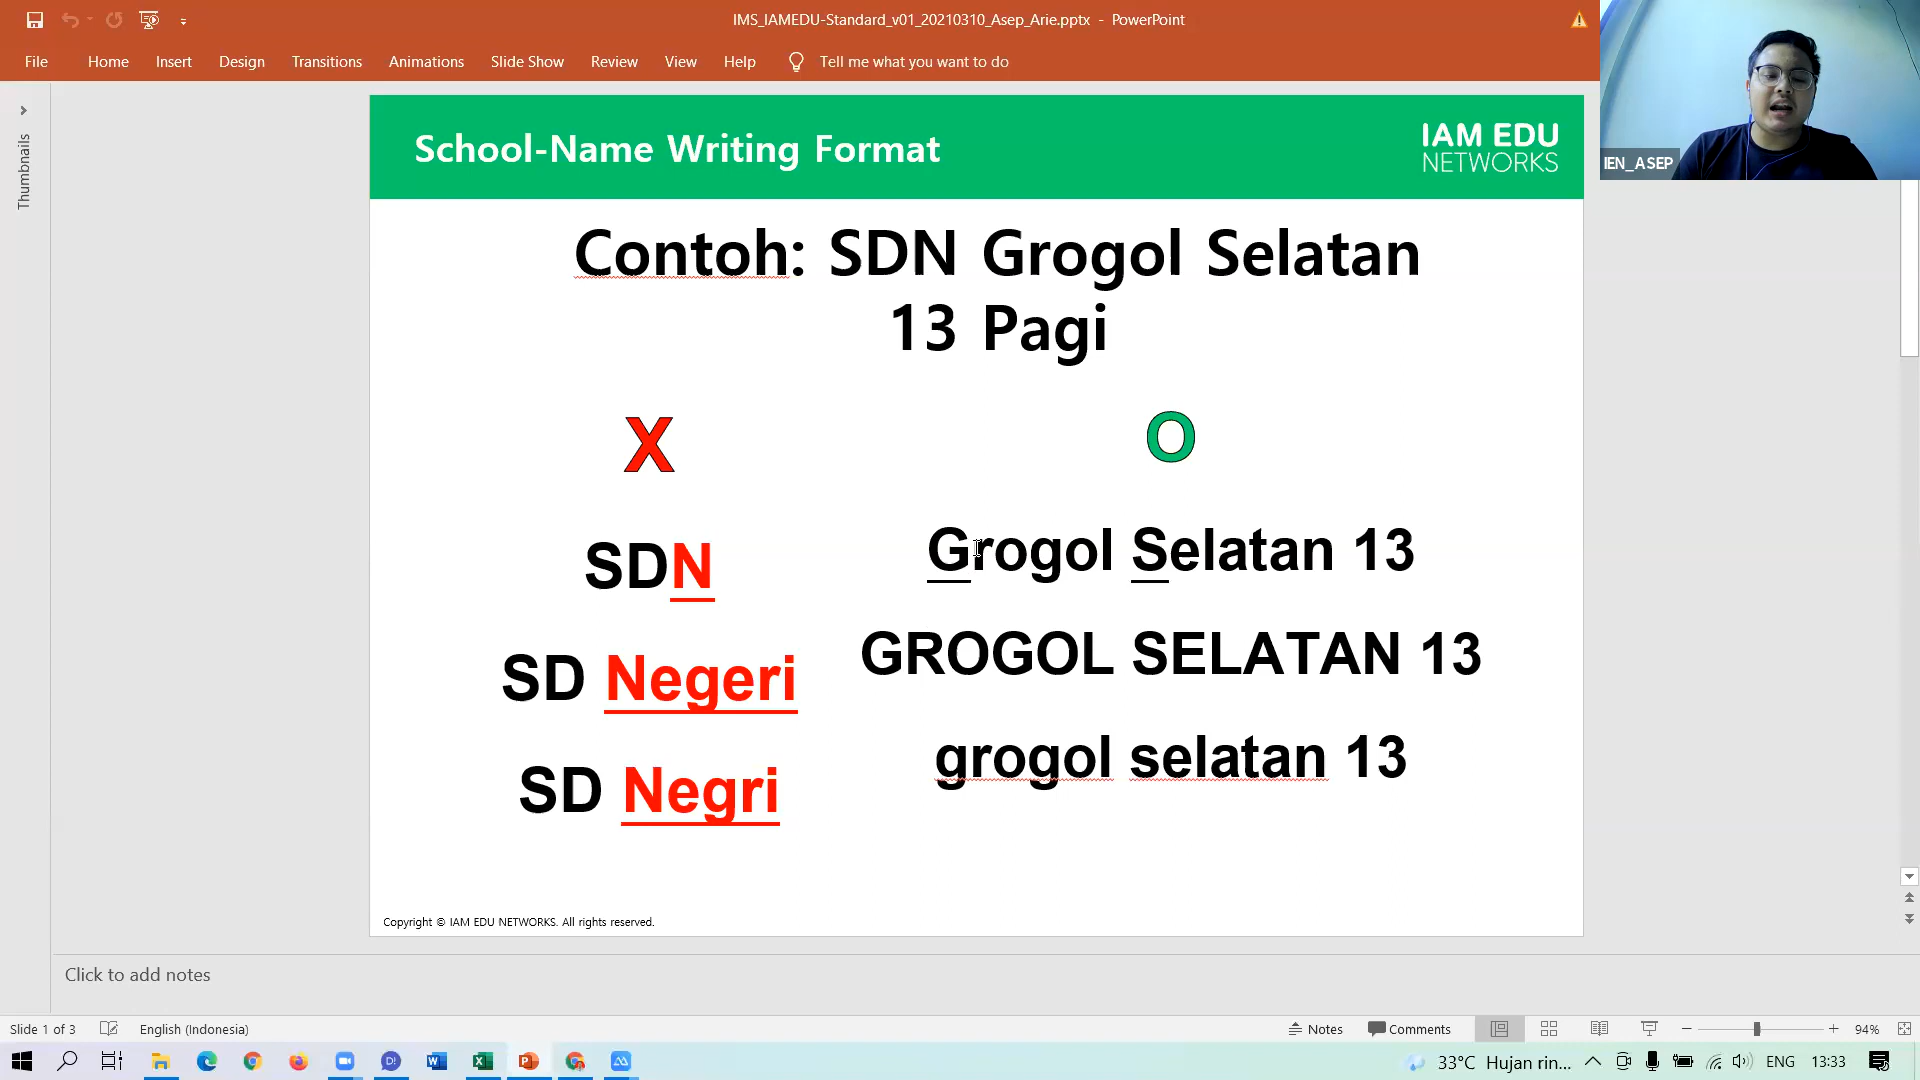 IMS_IAMEDU-Standard_v01_20210310_Asep_Arie.pptx - PowerPoint
File Home Insert Design Transitions Animations Slide Show Review View Help Tell me what you want to do
IEN_ASEP
Thumbnails
School-Name Writing Format
IAM EDU
NETWORKS
Contoh: SDN Grogol Selatan
13 Pagi
X
O
SDN
SD Negeri
SD Negri
Grogol Selatan 13
GROGOL SELATAN 13
grogol selatan 13
Copyright © IAM EDU NETWORKS. All rights reserved.
Click to add notes
Slide 1 of 3 English (Indonesia) Notes Comments 94%
33°C Hujan rin... ENG 13:33